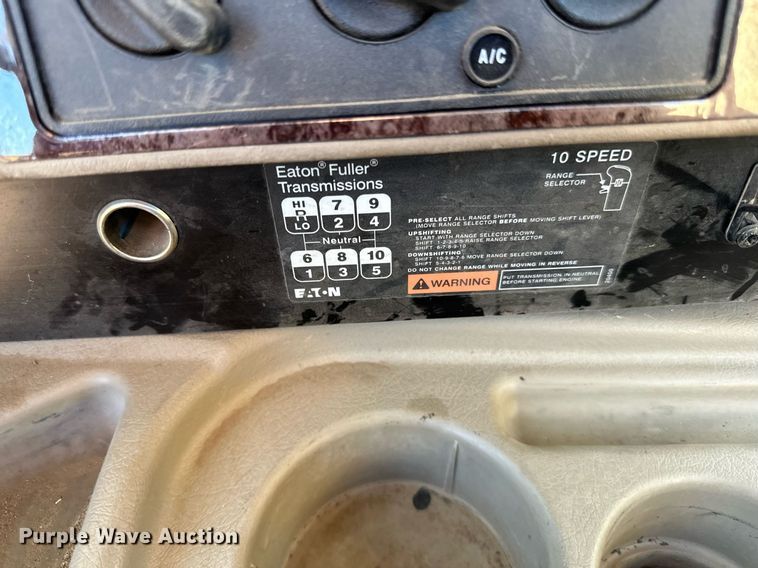 A/C
Eaton® Fuller®
Transmissions
10 SPEED
RANGE
SELECTOR
HI R LO
7 2
9 4
Neutral
6 1
8 3
10 5
PRE-SELECT ALL RANGE SHIFTS
(MOVE RANGE SELECTOR BEFORE MOVING SHIFT LEVER)
UPSHIFTING
START WITH RANGE SELECTOR DOWN
SHIFT 1-2-3-4-5 RAISE RANGE SELECTOR
SHIFT 6-7-8-9-10
DOWNSHIFTING
SHIFT 10-9-8-7-6 MOVE RANGE SELECTOR DOWN
SHIFT 5-4-3-2-1
DO NOT CHANGE RANGE WHILE MOVING IN REVERSE
EATON
WARNING
PUT TRANSMISSION IN NEUTRAL
BEFORE STARTING ENGINE.
Purple Wave Auction